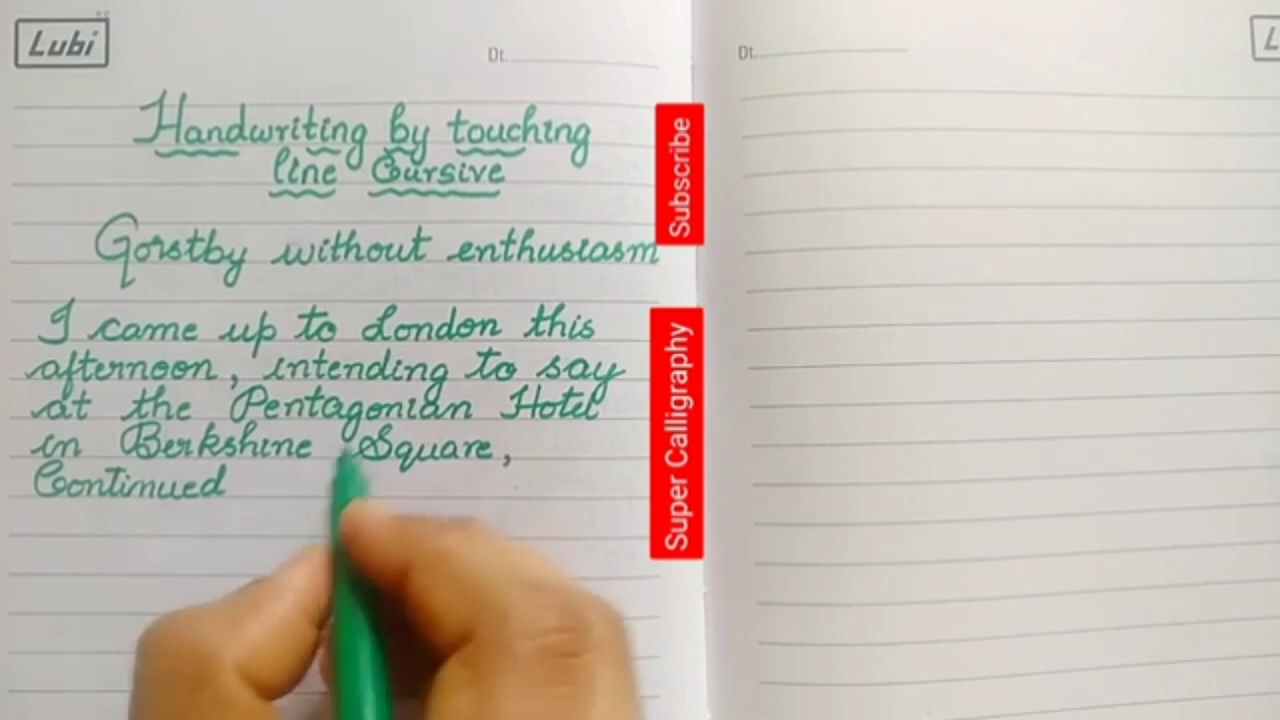 Lubi
Dt.
Handwriting by touching
line Cursive
Gorstby without enthusiasm
I came up to London this
afternoon, intending to say
at the Pentagonian Hotel
in Berkshine Square,
Continued
Subscribe
Super Calligraphy
Dt.
L